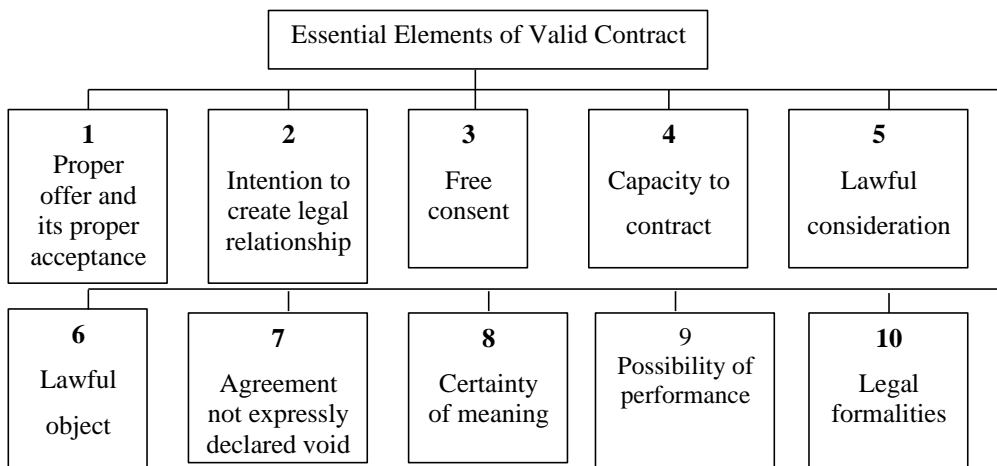 Essential Elements of Valid Contract
1
Proper
offer and
its proper
acceptance
2
Intention to
create legal
relationship
3
Free
consent
4
Capacity to
contract
5
Lawful
consideration
6
Lawful
object
7
Agreement
not expressly
declared void
8
Certainty
of meaning
9
Possibility of
performance
10
Legal
formalities